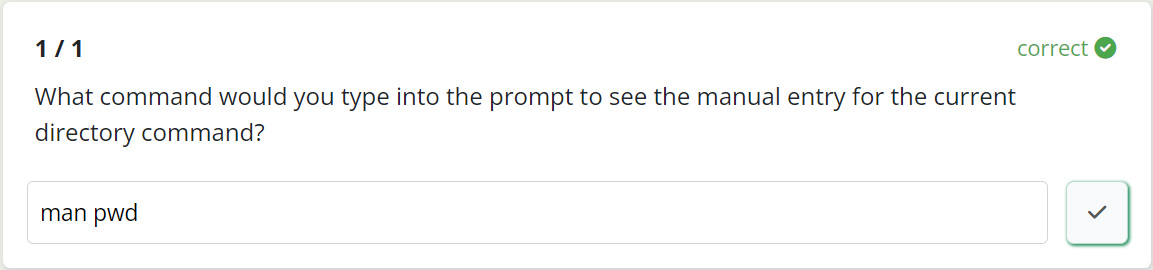 1 / 1
correct
What command would you type into the prompt to see the manual entry for the current
directory command?
man pwd